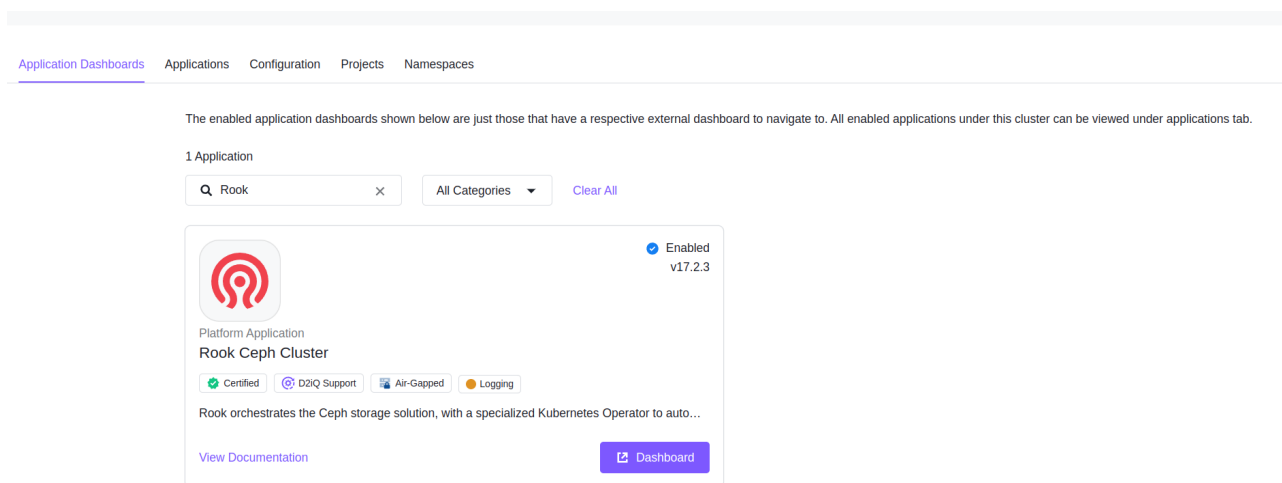 Application Dashboards Applications Configuration Projects Namespaces
The enabled application dashboards shown below are just those that have a respective external dashboard to navigate to. All enabled applications under this cluster can be viewed under applications tab.
1 Application
Rook All Categories Clear All
Enabled
v17.2.3
Platform Application
Rook Ceph Cluster
Certified D2iQ Support Air-Gapped Logging
Rook orchestrates the Ceph storage solution, with a specialized Kubernetes Operator to auto…
View Documentation Dashboard